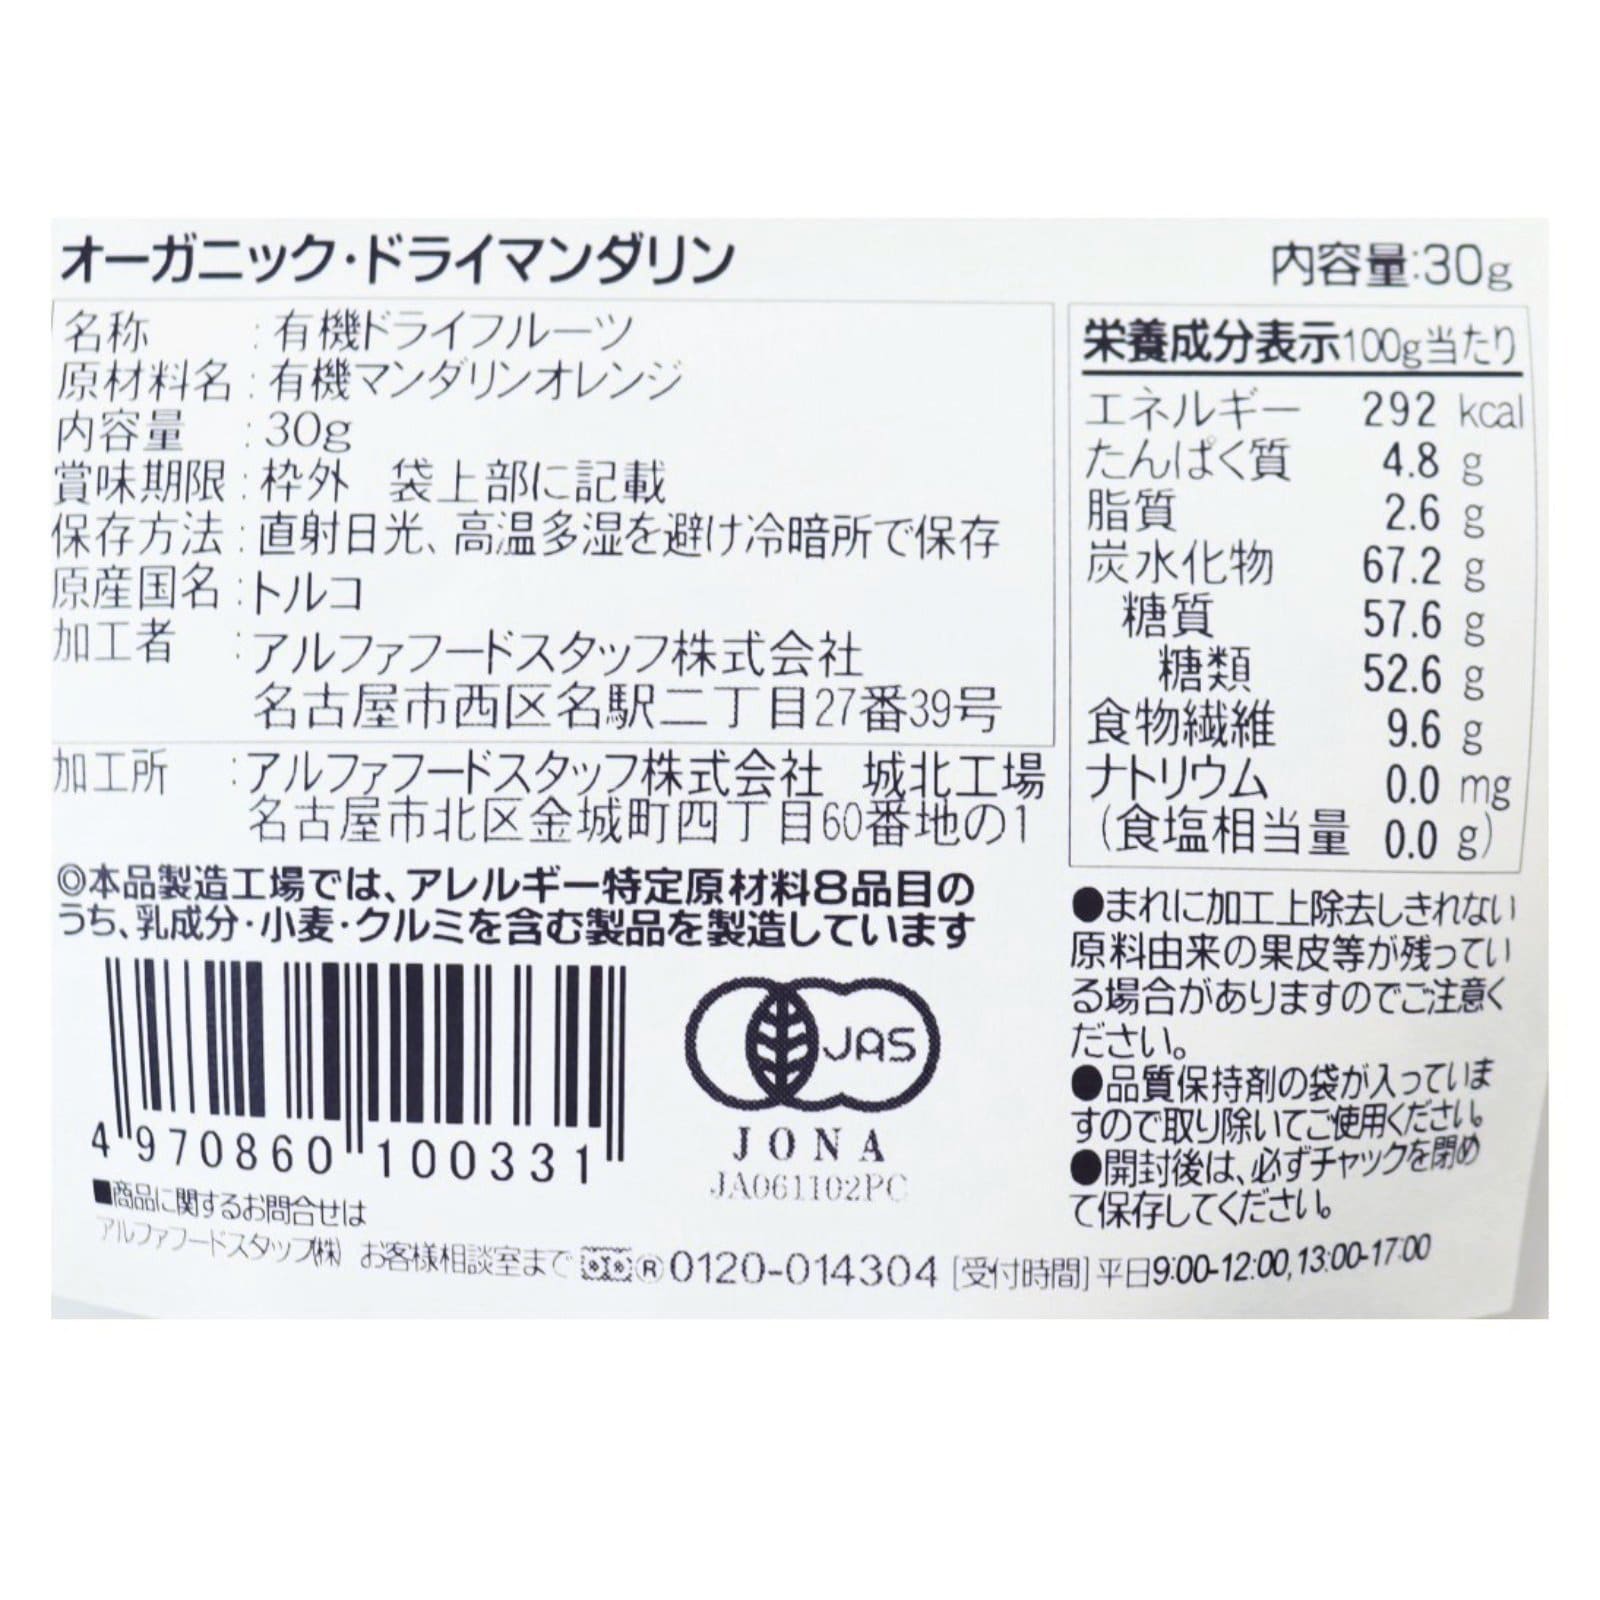 オーガニック・ドライマンダリン 内容量:30g
名称 : 有機ドライフルーツ
原材料名 : 有機マンダリンオレンジ
内容量 : 30g
賞味期限 : 枠外 袋上部に記載
保存方法 : 直射日光、高温多湿を避け冷暗所で保存
原産国名 : トルコ
加工者 : アルファフードスタッフ株式会社
名古屋市西区名駅二丁目27番39号
加工所 : アルファフードスタッフ株式会社 城北工場
名古屋市北区金城町四丁目60番地の1
◎本品製造工場では、アレルギー特定原材料8品目の
うち、乳成分・小麦・クルミを含む製品を製造しています
栄養成分表示100g当たり
エネルギー 292 kcal
たんぱく質 4.8 g
脂質 2.6 g
炭水化物 67.2 g
糖質 57.6 g
糖類 52.6 g
食物繊維 9.6 g
ナトリウム 0.0 mg
(食塩相当量 0.0 g)
●まれに加工上除去しきれない
原料由来の果皮等が残ってい
る場合がありますのでご注意く
ださい。
●品質保持剤の袋が入っていま
すので取り除いてご使用ください。
●開封後は、必ずチャックを閉め
て保存してください。
4 970860 100331
JAS
JONA
JA061102PC
■商品に関するお問合せは
アルファフードスタッフ(株) お客様相談室まで ®0120-014304 [受付時間] 平日9:00-12:00,13:00-17:00